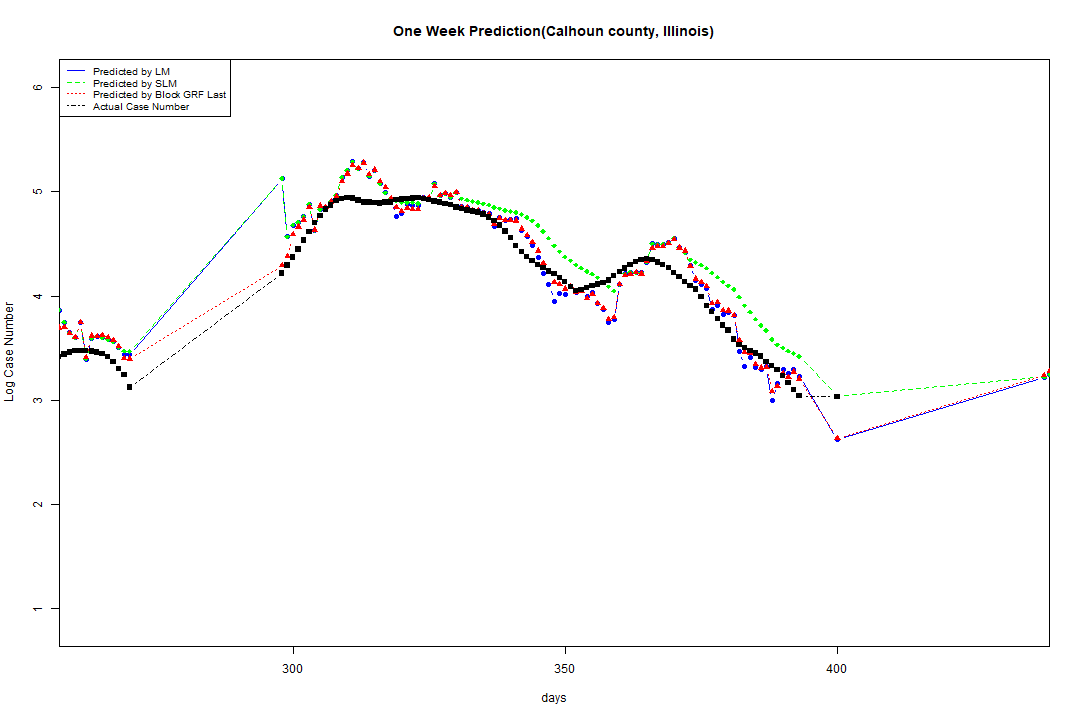 One Week Prediction(Calhoun county, Illinois)
Predicted by LM
Predicted by SLM
Predicted by Block GRF Last
Actual Case Number
Log Case Number
6
5
4
3
2
1
300 350 400
days